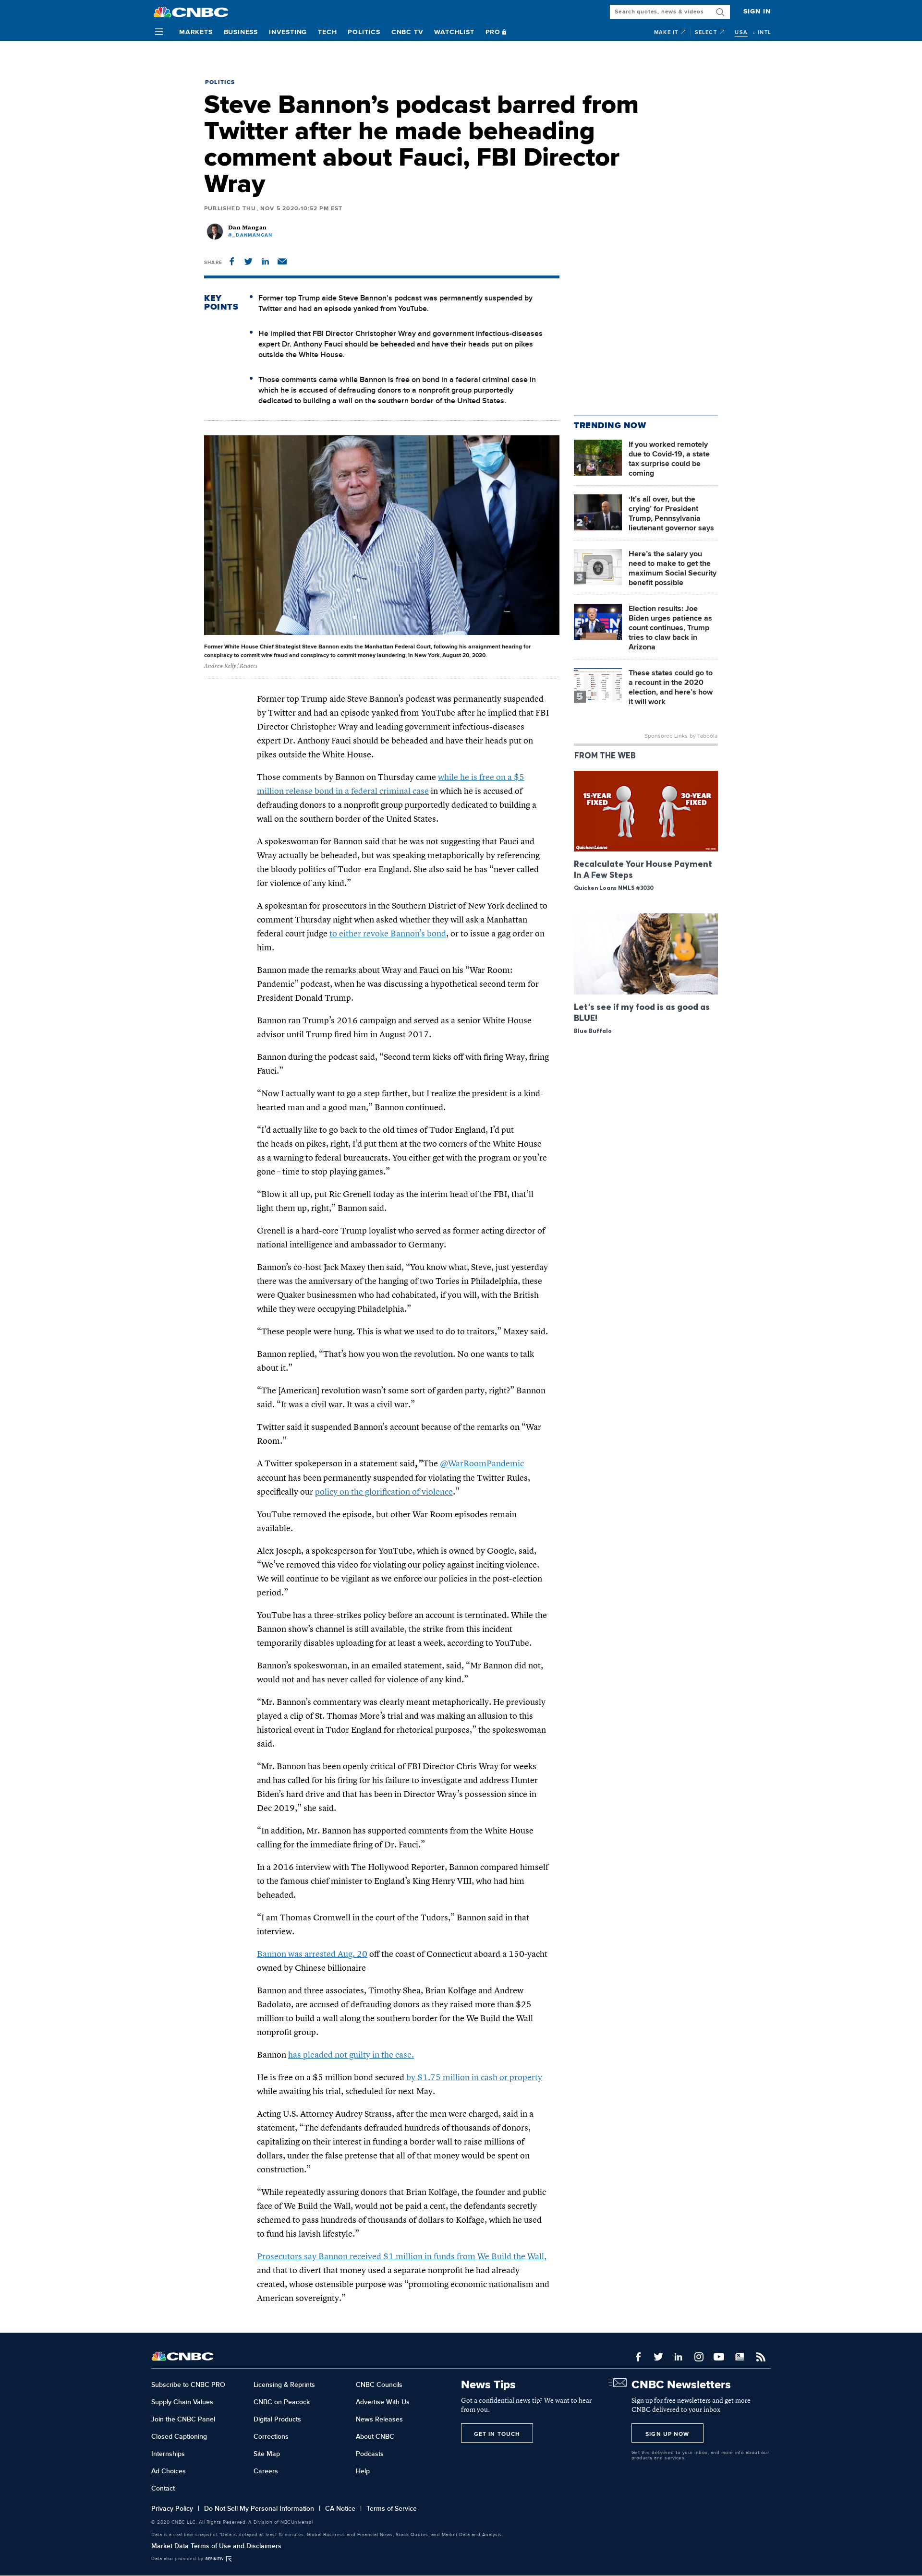 CNBC
Search quotes, news & videos
SIGN IN
MARKETS
BUSINESS
INVESTING
TECH
POLITICS
CNBC TV
WATCHLIST
PRO
MAKE IT
SELECT
USA
INTL
POLITICS
Steve Bannon’s podcast barred from
Twitter after he made beheading
comment about Fauci, FBI Director
Wray
PUBLISHED THU, NOV 5 2020•10:52 PM EST
Dan Mangan
@_DANMANGAN
SHARE
KEY
POINTS
Former top Trump aide Steve Bannon’s podcast was permanently suspended by
Twitter and had an episode yanked from YouTube.
He implied that FBI Director Christopher Wray and government infectious-diseases
expert Dr. Anthony Fauci should be beheaded and have their heads put on pikes
outside the White House.
Those comments came while Bannon is free on bond in a federal criminal case in
which he is accused of defrauding donors to a nonprofit group purportedly
dedicated to building a wall on the southern border of the United States.
Former White House Chief Strategist Steve Bannon exits the Manhattan Federal Court, following his arraignment hearing for
conspiracy to commit wire fraud and conspiracy to commit money laundering, in New York, August 20, 2020.
Andrew Kelly | Reuters
Former top Trump aide Steve Bannon’s podcast was permanently suspended
by Twitter and had an episode yanked from YouTube after he implied that FBI
Director Christopher Wray and leading government infectious-diseases
expert Dr. Anthony Fauci should be beheaded and have their heads put on
pikes outside the White House.
Those comments by Bannon on Thursday came while he is free on a $5
million release bond in a federal criminal case in which he is accused of
defrauding donors to a nonprofit group purportedly dedicated to building a
wall on the southern border of the United States.
A spokeswoman for Bannon said that he was not suggesting that Fauci and
Wray actually be beheaded, but was speaking metaphorically by referencing
the bloody politics of Tudor-era England. She also said he has “never called
for violence of any kind.”
A spokesman for prosecutors in the Southern District of New York declined to
comment Thursday night when asked whether they will ask a Manhattan
federal court judge to either revoke Bannon’s bond, or to issue a gag order on
him.
Bannon made the remarks about Wray and Fauci on his “War Room:
Pandemic” podcast, when he was discussing a hypothetical second term for
President Donald Trump.
Bannon ran Trump’s 2016 campaign and served as a senior White House
advisor until Trump fired him in August 2017.
Bannon during the podcast said, “Second term kicks off with firing Wray, firing
Fauci.”
“Now I actually want to go a step farther, but I realize the president is a kind-
hearted man and a good man,” Bannon continued.
“I’d actually like to go back to the old times of Tudor England, I’d put
the heads on pikes, right, I’d put them at the two corners of the White House
as a warning to federal bureaucrats. You either get with the program or you’re
gone – time to stop playing games.”
“Blow it all up, put Ric Grenell today as the interim head of the FBI, that’ll
light them up, right,” Bannon said.
Grenell is a hard-core Trump loyalist who served as former acting director of
national intelligence and ambassador to Germany.
Bannon’s co-host Jack Maxey then said, “You know what, Steve, just yesterday
there was the anniversary of the hanging of two Tories in Philadelphia, these
were Quaker businessmen who had cohabitated, if you will, with the British
while they were occupying Philadelphia.”
“These people were hung. This is what we used to do to traitors,” Maxey said.
Bannon replied, “That’s how you won the revolution. No one wants to talk
about it.”
“The [American] revolution wasn’t some sort of garden party, right?” Bannon
said. “It was a civil war. It was a civil war.”
Twitter said it suspended Bannon’s account because of the remarks on “War
Room.”
A Twitter spokeperson in a statement said,”The @WarRoomPandemic
account has been permanently suspended for violating the Twitter Rules,
specifically our policy on the glorification of violence.”
YouTube removed the episode, but other War Room episodes remain
available.
Alex Joseph, a spokesperson for YouTube, which is owned by Google, said,
“We’ve removed this video for violating our policy against inciting violence.
We will continue to be vigilant as we enforce our policies in the post-election
period.”
YouTube has a three-strikes policy before an account is terminated. While the
Bannon show’s channel is still available, the strike from this incident
temporarily disables uploading for at least a week, according to YouTube.
Bannon’s spokeswoman, in an emailed statement, said, “Mr Bannon did not,
would not and has never called for violence of any kind.”
“Mr. Bannon’s commentary was clearly meant metaphorically. He previously
played a clip of St. Thomas More’s trial and was making an allusion to this
historical event in Tudor England for rhetorical purposes,” the spokeswoman
said.
“Mr. Bannon has been openly critical of FBI Director Chris Wray for weeks
and has called for his firing for his failure to investigate and address Hunter
Biden’s hard drive and that has been in Director Wray’s possession since in
Dec 2019,” she said.
“In addition, Mr. Bannon has supported comments from the White House
calling for the immediate firing of Dr. Fauci.”
In a 2016 interview with The Hollywood Reporter, Bannon compared himself
to the famous chief minister to England’s King Henry VIII, who had him
beheaded.
“I am Thomas Cromwell in the court of the Tudors,” Bannon said in that
interview.
Bannon was arrested Aug. 20 off the coast of Connecticut aboard a 150-yacht
owned by Chinese billionaire
Bannon and three associates, Timothy Shea, Brian Kolfage and Andrew
Badolato, are accused of defrauding donors as they raised more than $25
million to build a wall along the southern border for the We Build the Wall
nonprofit group.
Bannon has pleaded not guilty in the case.
He is free on a $5 million bond secured by $1.75 million in cash or property
while awaiting his trial, scheduled for next May.
Acting U.S. Attorney Audrey Strauss, after the men were charged, said in a
statement, “The defendants defrauded hundreds of thousands of donors,
capitalizing on their interest in funding a border wall to raise millions of
dollars, under the false pretense that all of that money would be spent on
construction.”
“While repeatedly assuring donors that Brian Kolfage, the founder and public
face of We Build the Wall, would not be paid a cent, the defendants secretly
schemed to pass hundreds of thousands of dollars to Kolfage, which he used
to fund his lavish lifestyle.”
Prosecutors say Bannon received $1 million in funds from We Build the Wall,
and that to divert that money used a separate nonprofit he had already
created, whose ostensible purpose was “promoting economic nationalism and
American sovereignty.”
TRENDING NOW
1
If you worked remotely
due to Covid-19, a state
tax surprise could be
coming
2
‘It’s all over, but the
crying’ for President
Trump, Pennsylvania
lieutenant governor says
3
Here’s the salary you
need to make to get the
maximum Social Security
benefit possible
4
Election results: Joe
Biden urges patience as
count continues, Trump
tries to claw back in
Arizona
5
These states could go to
a recount in the 2020
election, and here’s how
it will work
Sponsored Links by Taboola
FROM THE WEB
15-YEAR
FIXED
30-YEAR
FIXED
Quicken Loans
Recalculate Your House Payment
In A Few Steps
Quicken Loans NMLS #3030
Let’s see if my food is as good as
BLUE!
Blue Buffalo
CNBC
Subscribe to CNBC PRO
Licensing & Reprints
CNBC Councils
Supply Chain Values
CNBC on Peacock
Advertise With Us
Join the CNBC Panel
Digital Products
News Releases
Closed Captioning
Corrections
About CNBC
Internships
Site Map
Podcasts
Ad Choices
Careers
Help
Contact
News Tips
Got a confidential news tip? We want to hear
from you.
GET IN TOUCH
CNBC Newsletters
Sign up for free newsletters and get more
CNBC delivered to your inbox
SIGN UP NOW
Get this delivered to your inbox, and more info about our
products and services.
Privacy Policy | Do Not Sell My Personal Information | CA Notice | Terms of Service
© 2020 CNBC LLC. All Rights Reserved. A Division of NBCUniversal
Data is a real-time snapshot *Data is delayed at least 15 minutes. Global Business and Financial News, Stock Quotes, and Market Data and Analysis.
Market Data Terms of Use and Disclaimers
Data also provided by REFINITIV